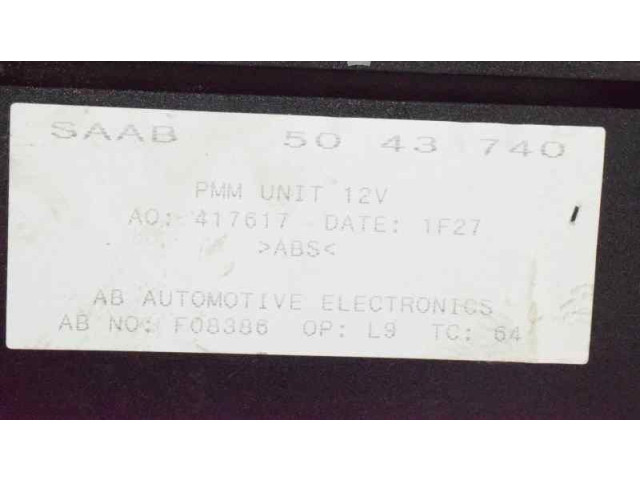 SAAB 50 43 740
PMM UNIT 12V
AO: 417617 DATE: 1F27
>ABS<
AB AUTOMOTIVE ELECTRONICS
AB NO: F08386 OP: L9 TC: 64